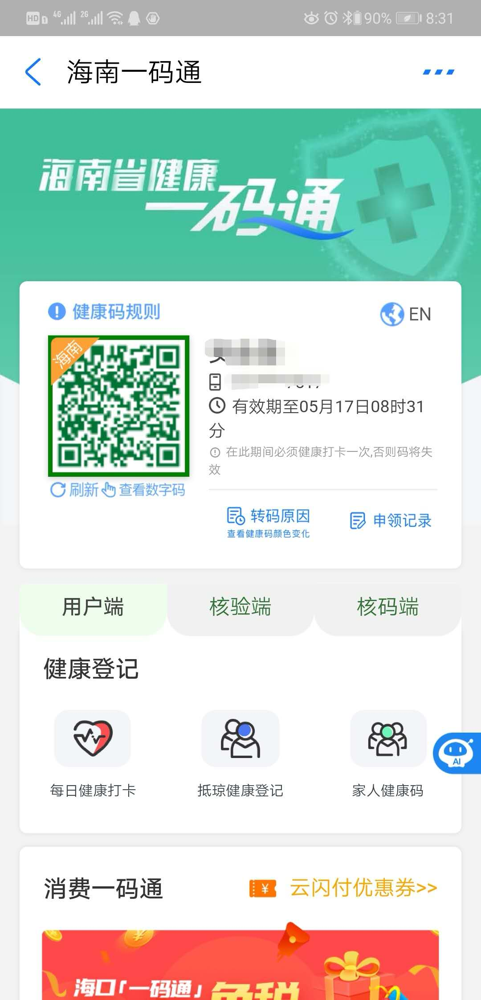 HD 1 4G 2G 90% 8:31
海南一码通
海南省健康
一码通
健康码规则
EN
海南
有效期至05月17日08时31
分
在此期间必须健康打卡一次,否则码将失
效
刷新 查看数字码
转码原因
申领记录
查看健康码颜色变化
用户端 核验端 核码端
健康登记
AI
每日健康打卡 抵琼健康登记 家人健康码
消费一码通
¥ 云闪付优惠券>>
海口「一码通」免税